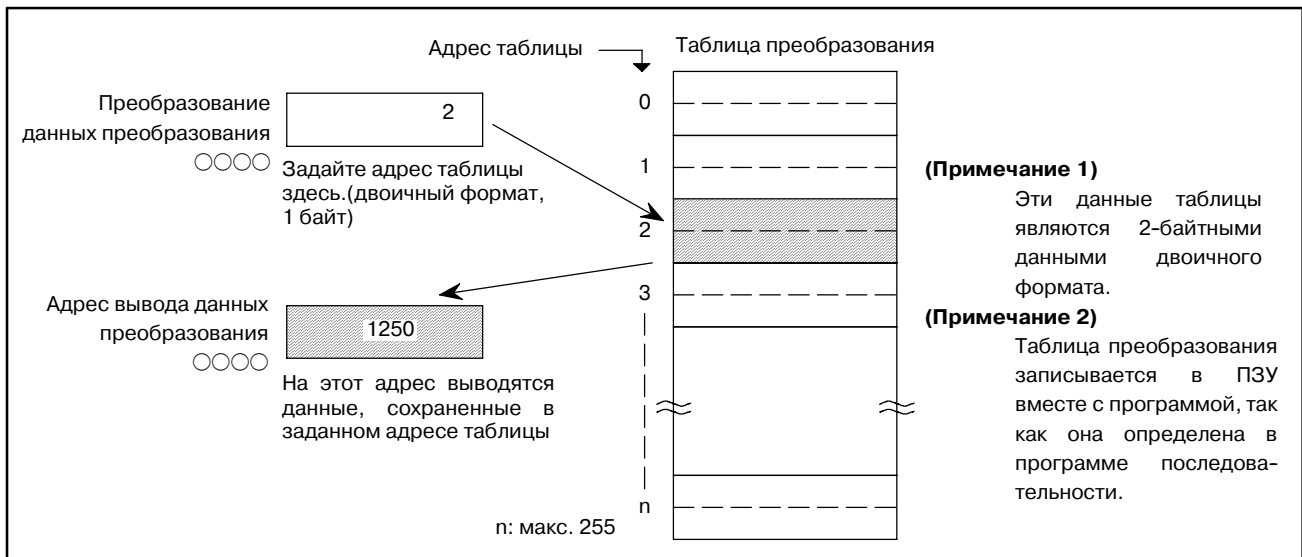 Адрес таблицы
Таблица преобразования
Преобразование
данных преобразования
○○○○
2
Задайте адрес таблицы
здесь.(двоичный формат,
1 байт)
Адрес вывода данных
преобразования
○○○○
1250
На этот адрес выводятся
данные, сохраненные в
заданном адресе таблицы
0
1
2
3
n
n: макс. 255
(Примечание 1)
Эти данные таблицы
являются 2-байтными
данными двоичного
формата.
(Примечание 2)
Таблица преобразования
записывается в ПЗУ
вместе с программой, так
как она определена в
программе последова-
тельности.